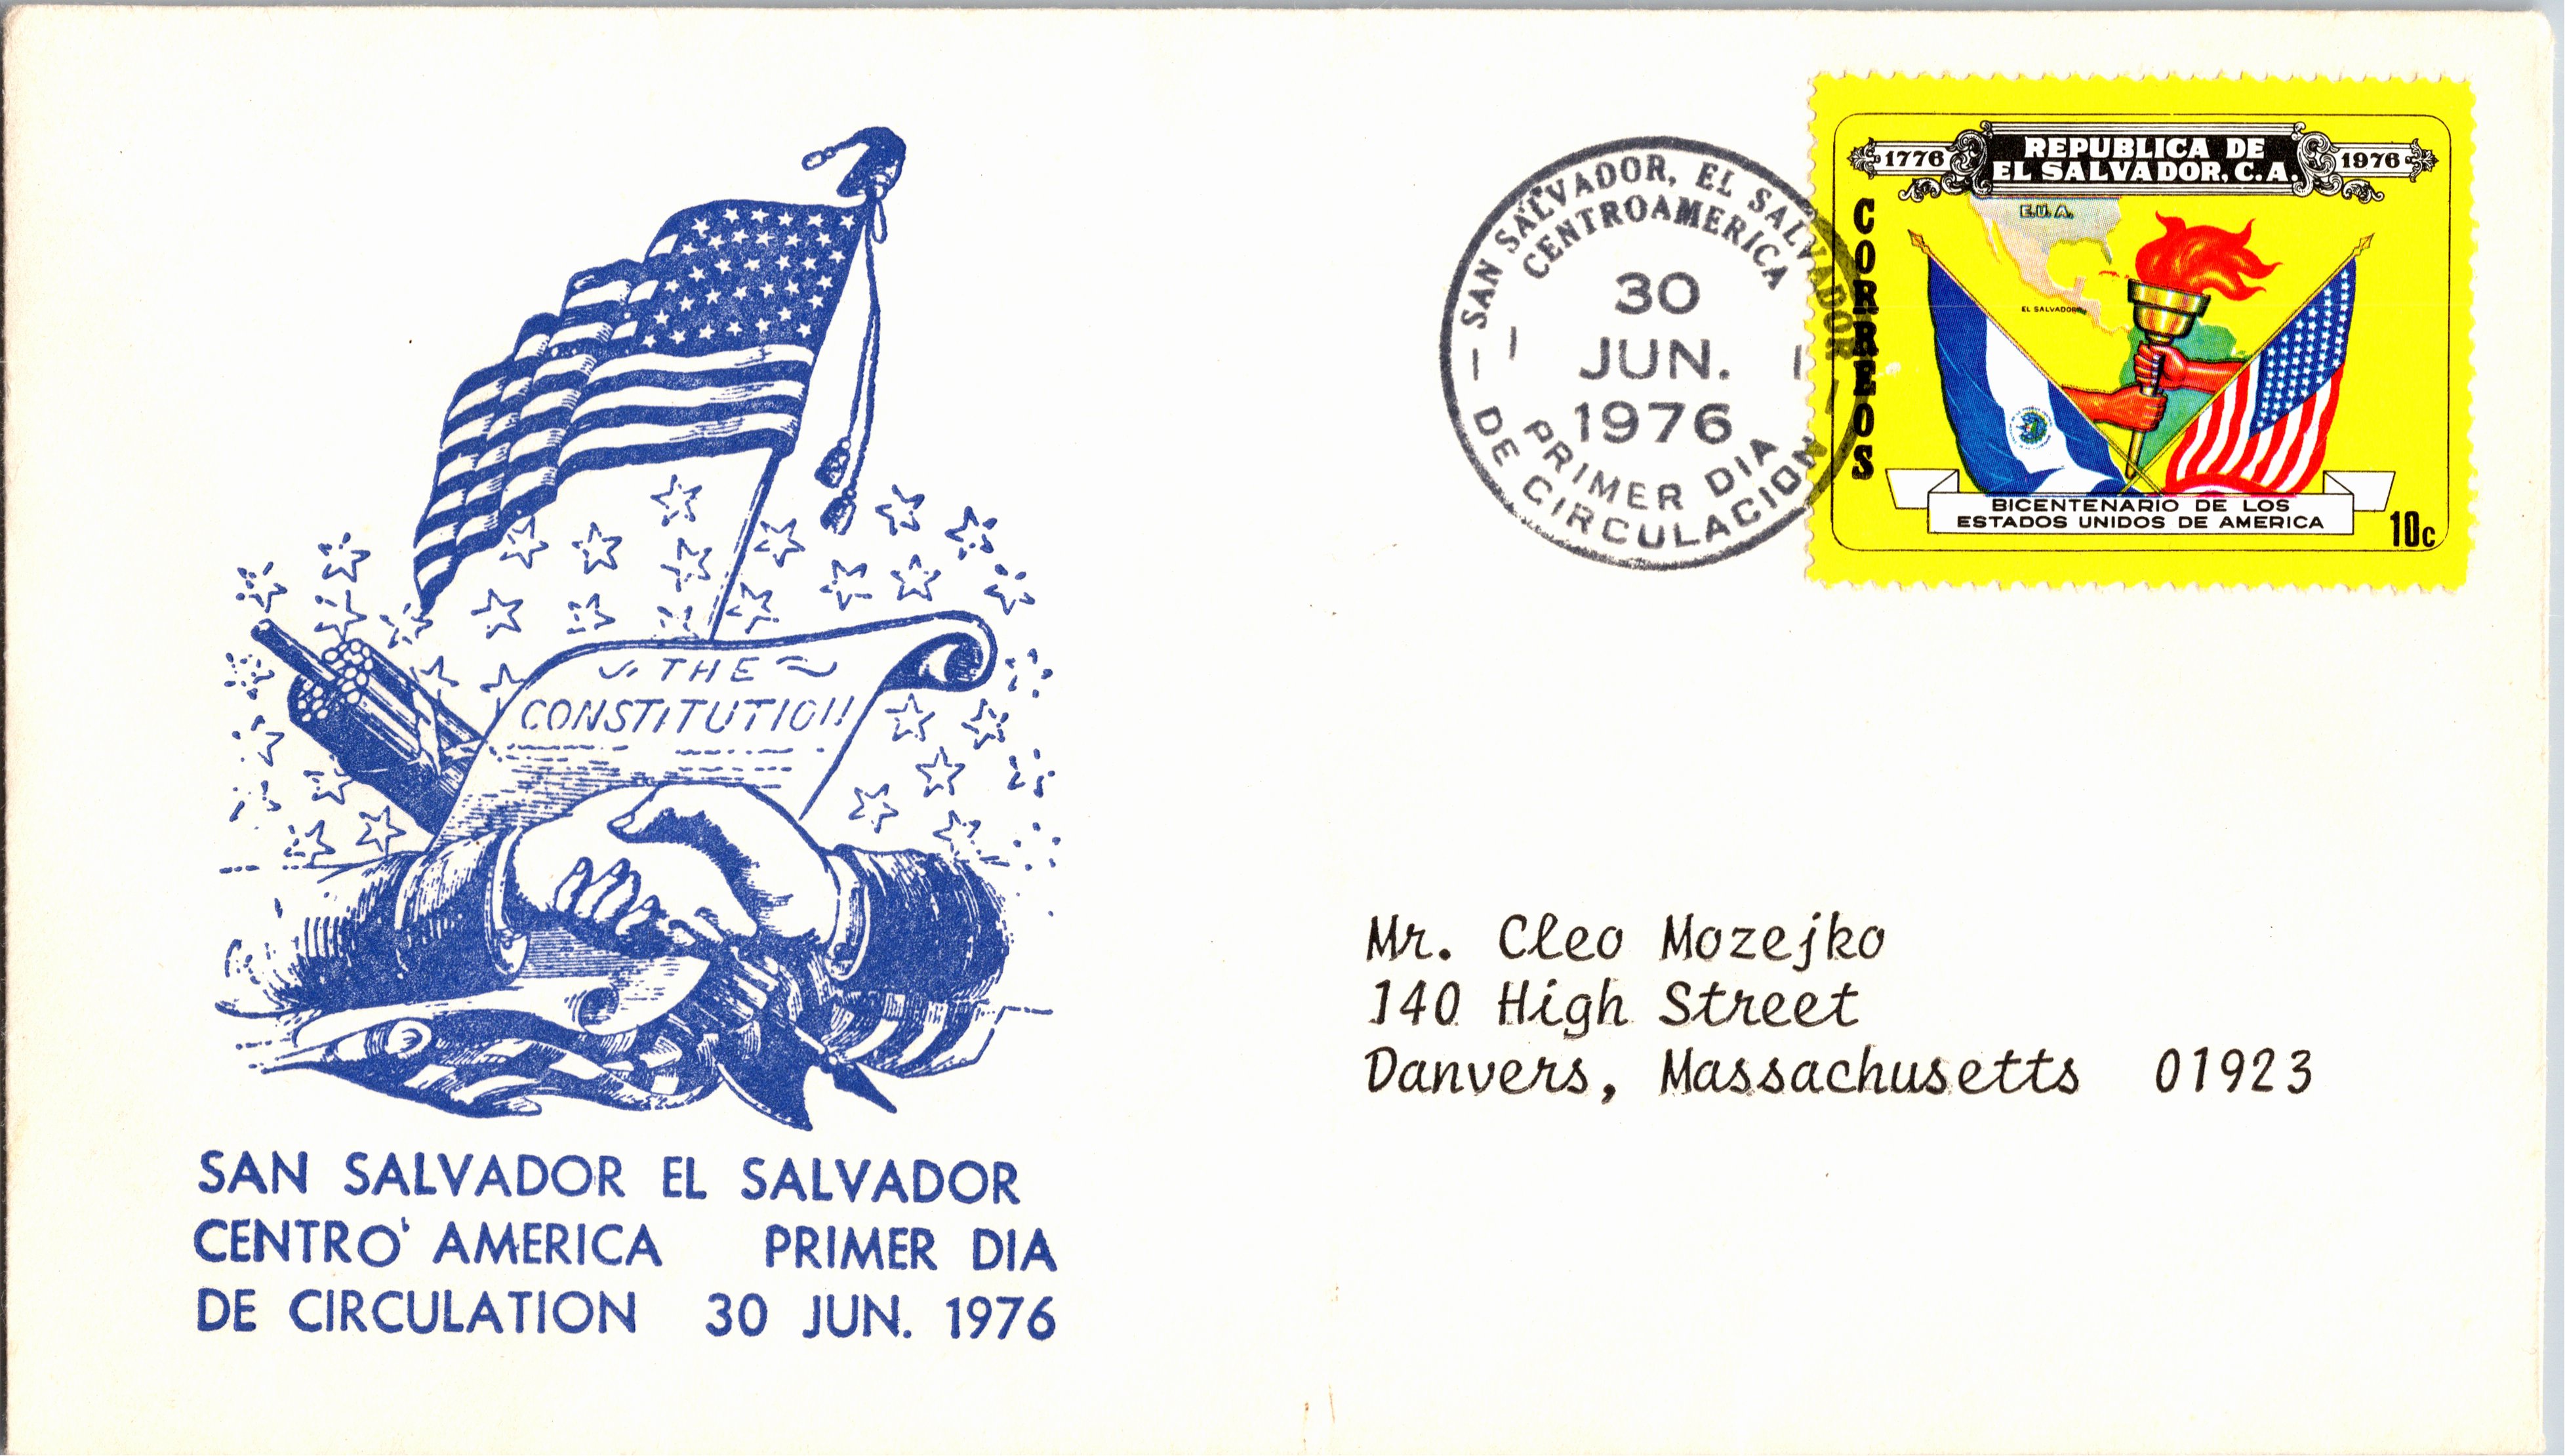 THE
CONSTITUTION
SAN SALVADOR EL SALVADOR
CENTRO' AMERICA PRIMER DIA
DE CIRCULATION 30 JUN. 1976
SAN SALVADOR, EL SALVADOR
CENTROAMERICA
30
JUN.
1976
PRIMER DIA
DE CIRCULACION
1776
REPUBLICA DE
EL SALVADOR, C.A.
1976
CORREOS
E.U.A.
EL SALVADOR
BICENTENARIO DE LOS
ESTADOS UNIDOS DE AMERICA
10c
Mr. Cleo Mozejko
140 High Street
Danvers, Massachusetts 01923